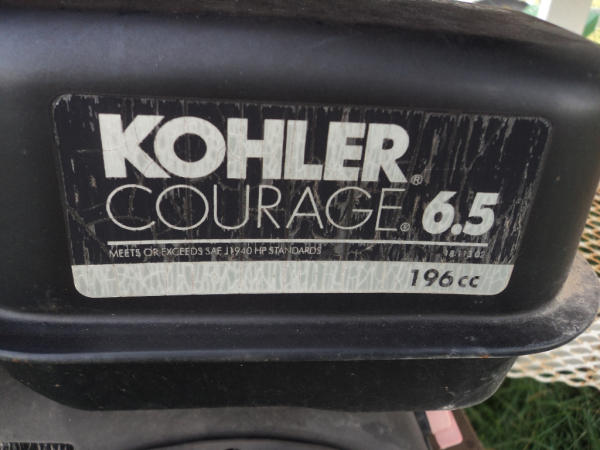 KOHLER®
COURAGE® 6.5
MEETS OR EXCEEDS SAE J1940 HP STANDARDS
196 cc